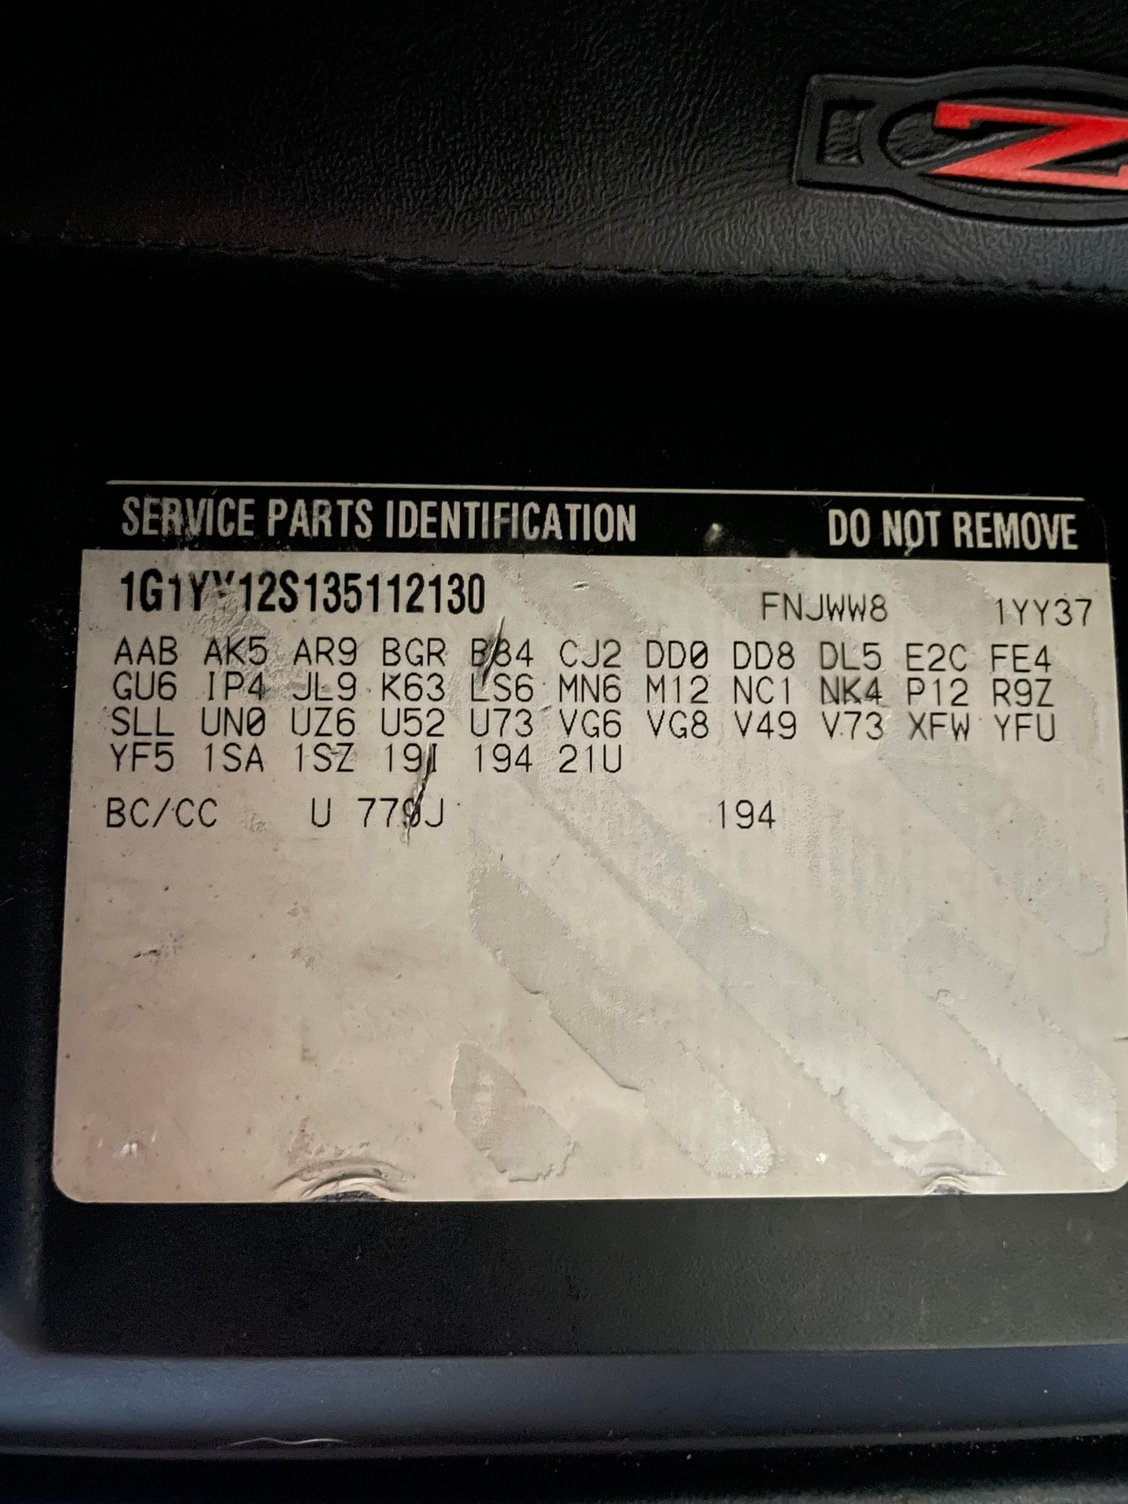 Z
SERVICE PARTS IDENTIFICATION DO NOT REMOVE
1G1YY12S135112130 FNJWW8 1YY37
AAB AK5 AR9 BGR CJ2 DD0 DD8 DL5 E2C FE4
GU6 IP4 JL9 K63 LS6 MN6 M12 NC1 NK4 P12 R9Z
SLL UN0 UZ6 U52 U73 VG6 VG8 V49 V73 XFW YFU
YF5 1SA 1SZ 19I 194 21U
BC/CC U 779J 194